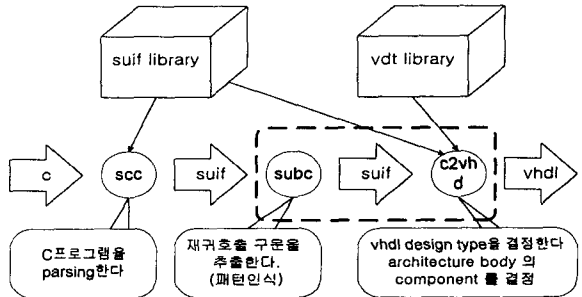 suif library
vdt library
c
scc
suif
subc
suif
c2vh
d
vhdl
C프로그램을
parsing한다
재귀호출 구문을
추출한다.
(패턴인식)
vhdl design type을 결정한다
architecture body 의
component 를 결정